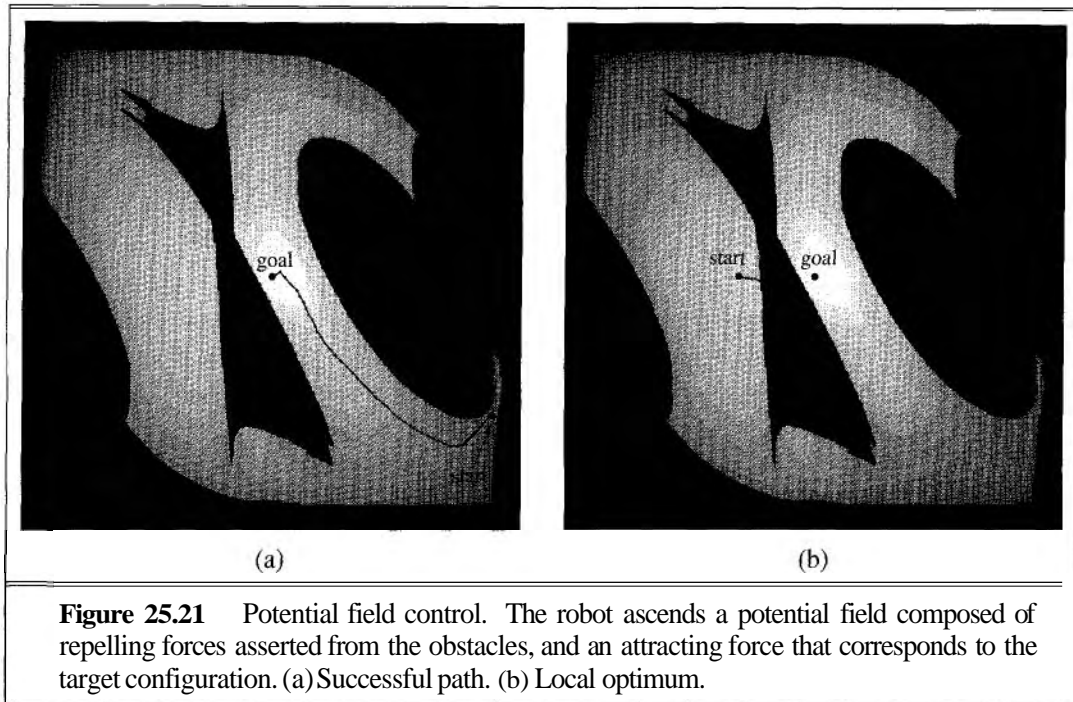 goal
start
goal
(a)
(b)
Figure 25.21 Potential field control. The robot ascends a potential field composed of
repelling forces asserted from the obstacles, and an attracting force that corresponds to the
target configuration. (a) Successful path. (b) Local optimum.